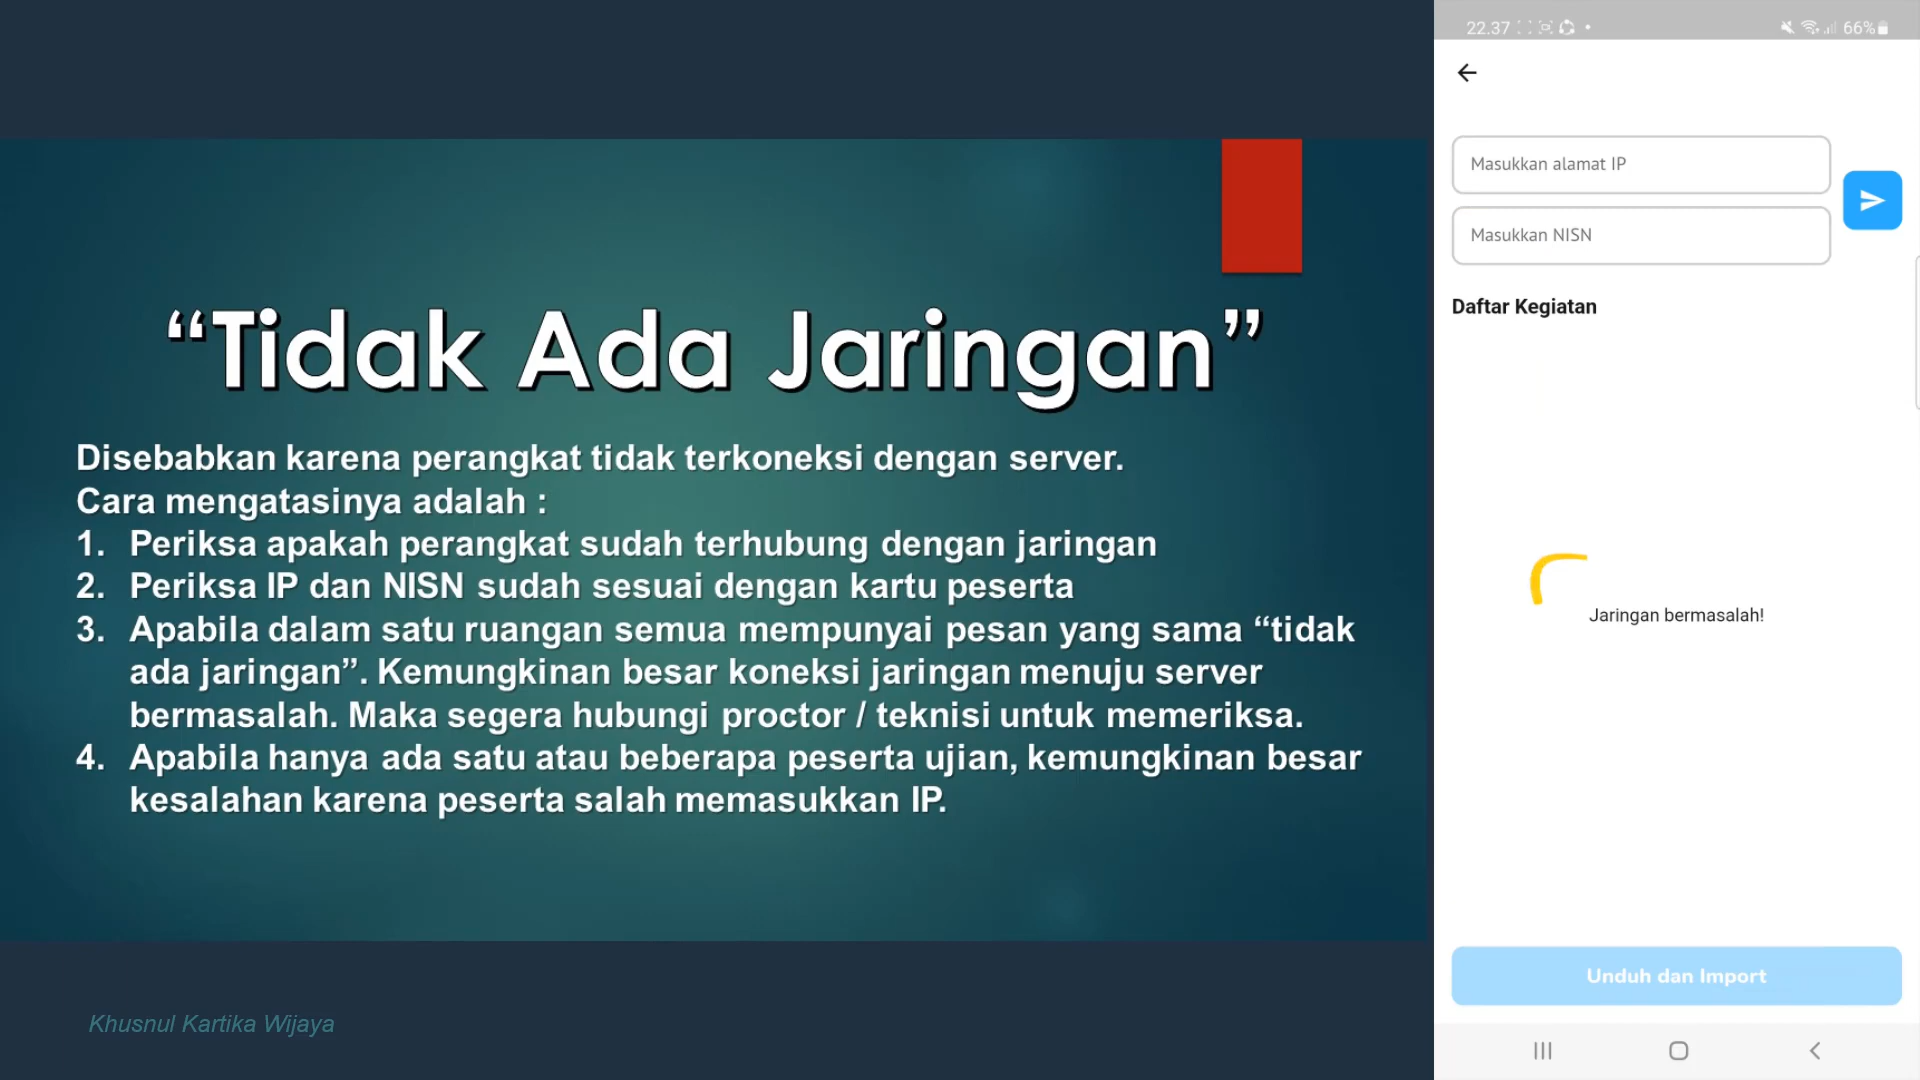 “Tidak Ada Jaringan”
Disebabkan karena perangkat tidak terkoneksi dengan server.
Cara mengatasinya adalah :
1. Periksa apakah perangkat sudah terhubung dengan jaringan
2. Periksa IP dan NISN sudah sesuai dengan kartu peserta
3. Apabila dalam satu ruangan semua mempunyai pesan yang sama “tidak
ada jaringan”. Kemungkinan besar koneksi jaringan menuju server
bermasalah. Maka segera hubungi proctor / teknisi untuk memeriksa.
4. Apabila hanya ada satu atau beberapa peserta ujian, kemungkinan besar
kesalahan karena peserta salah memasukkan IP.
Khusnul Kartika Wijaya
22.37 66%
Masukkan alamat IP
Masukkan NISN
Daftar Kegiatan
Jaringan bermasalah!
Unduh dan Import